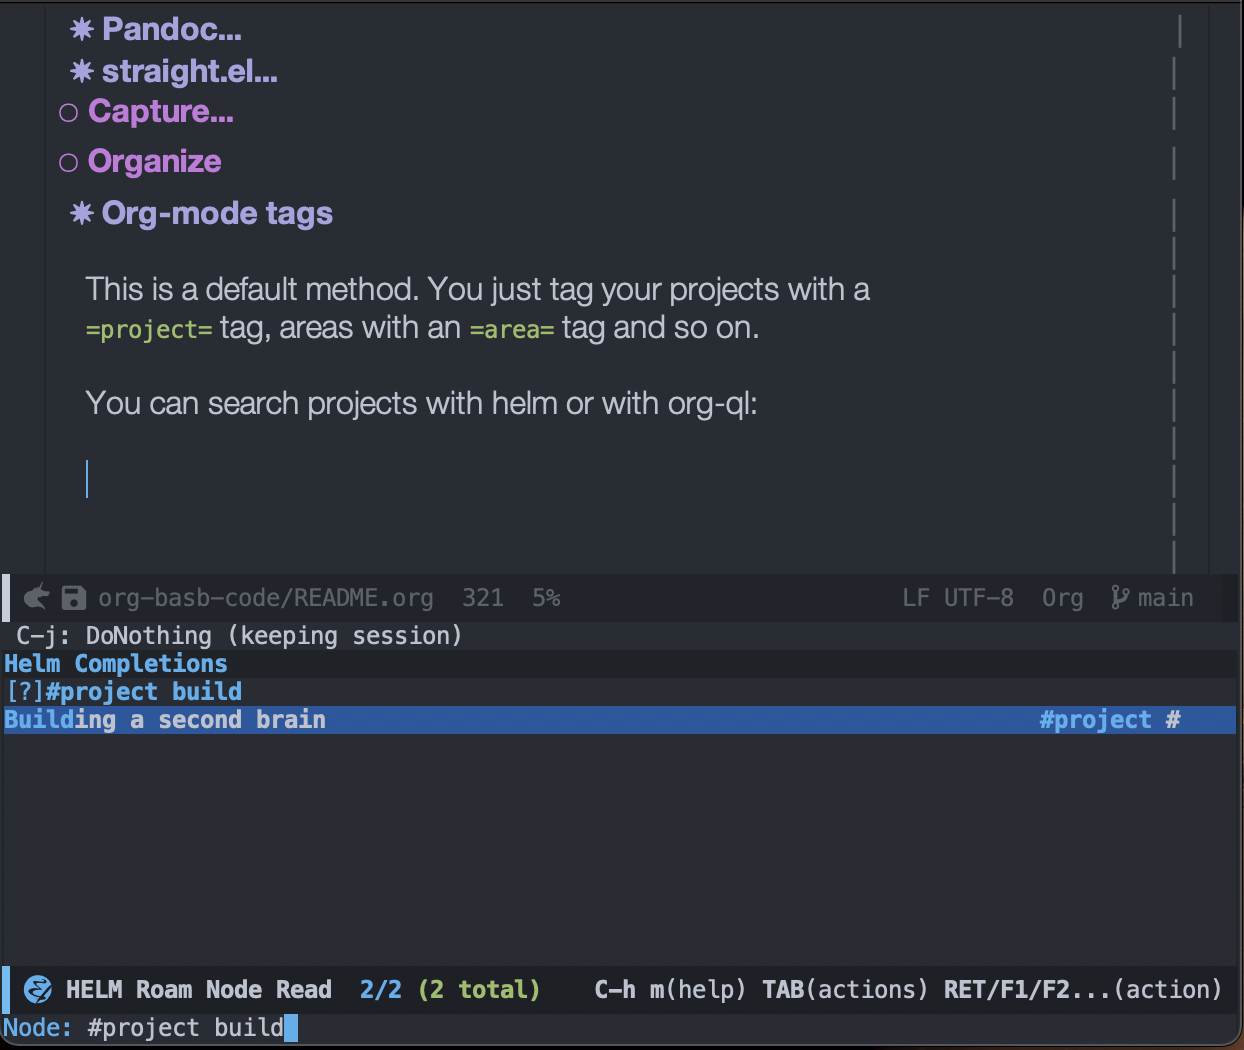 Pandoc...
straight.el...
Capture...
Organize
Org-mode tags
This is a default method. You just tag your projects with a
=project= tag, areas with an =area= tag and so on.
You can search projects with helm or with org-ql:
org-basb-code/README.org 321 5% LF UTF-8 Org main
C-j: DoNothing (keeping session)
Helm Completions
[?]#project build
Building a second brain #project #
HELM Roam Node Read 2/2 (2 total) C-h m(help) TAB(actions) RET/F1/F2...(action)
Node: #project build